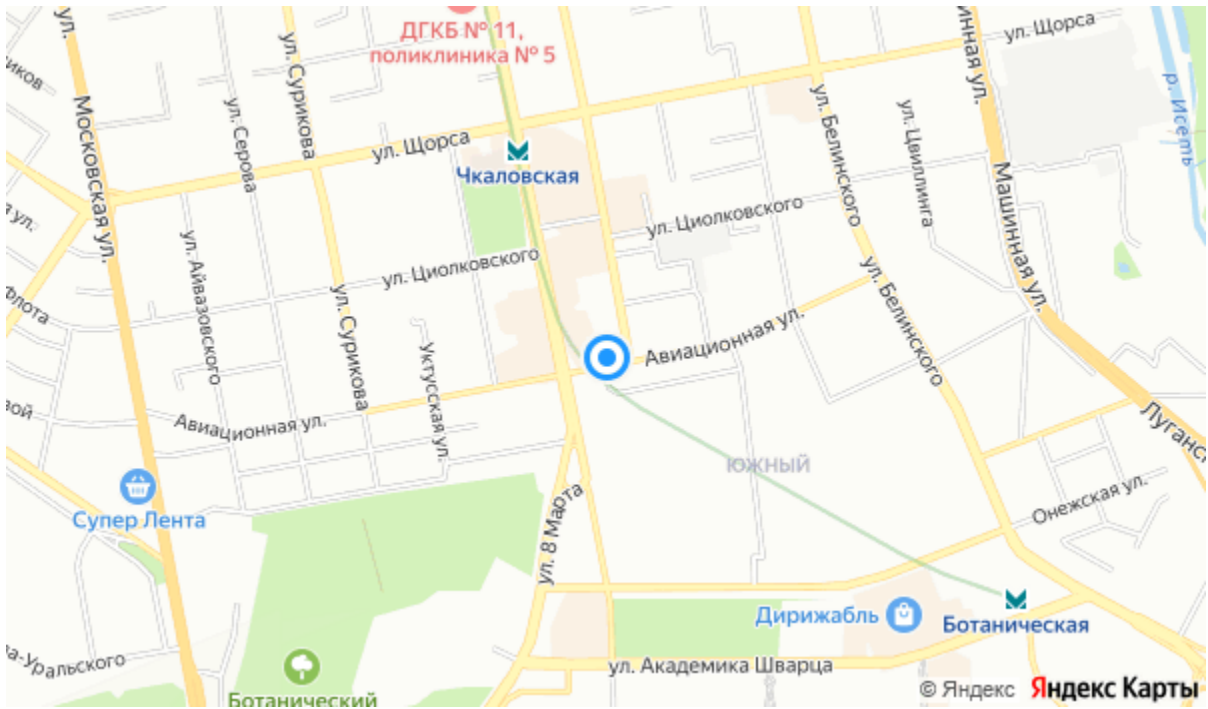 ул.
ДГКБ № 11,
поликлиника № 5
ул. Щорса
ул. Сурикова
Московская ул.
ул. Серова
ул. Щорса
Чкаловская
ул. Белинского
ул. Цвиллинга
Машинная ул.
р. Исеть
ул. Циолковского
ул. Циолковского
ул. Айвазовского
ул. Сурикова
Уктусская ул.
Авиационная ул.
ул. Белинского
Авиационная ул.
Супер Лента
ЮЖНЫЙ
Онежская ул.
ул. 8 Марта
Дирижабль
Ботаническая
ул. Академика Шварца
Ботанический
© Яндекс Яндекс Карты